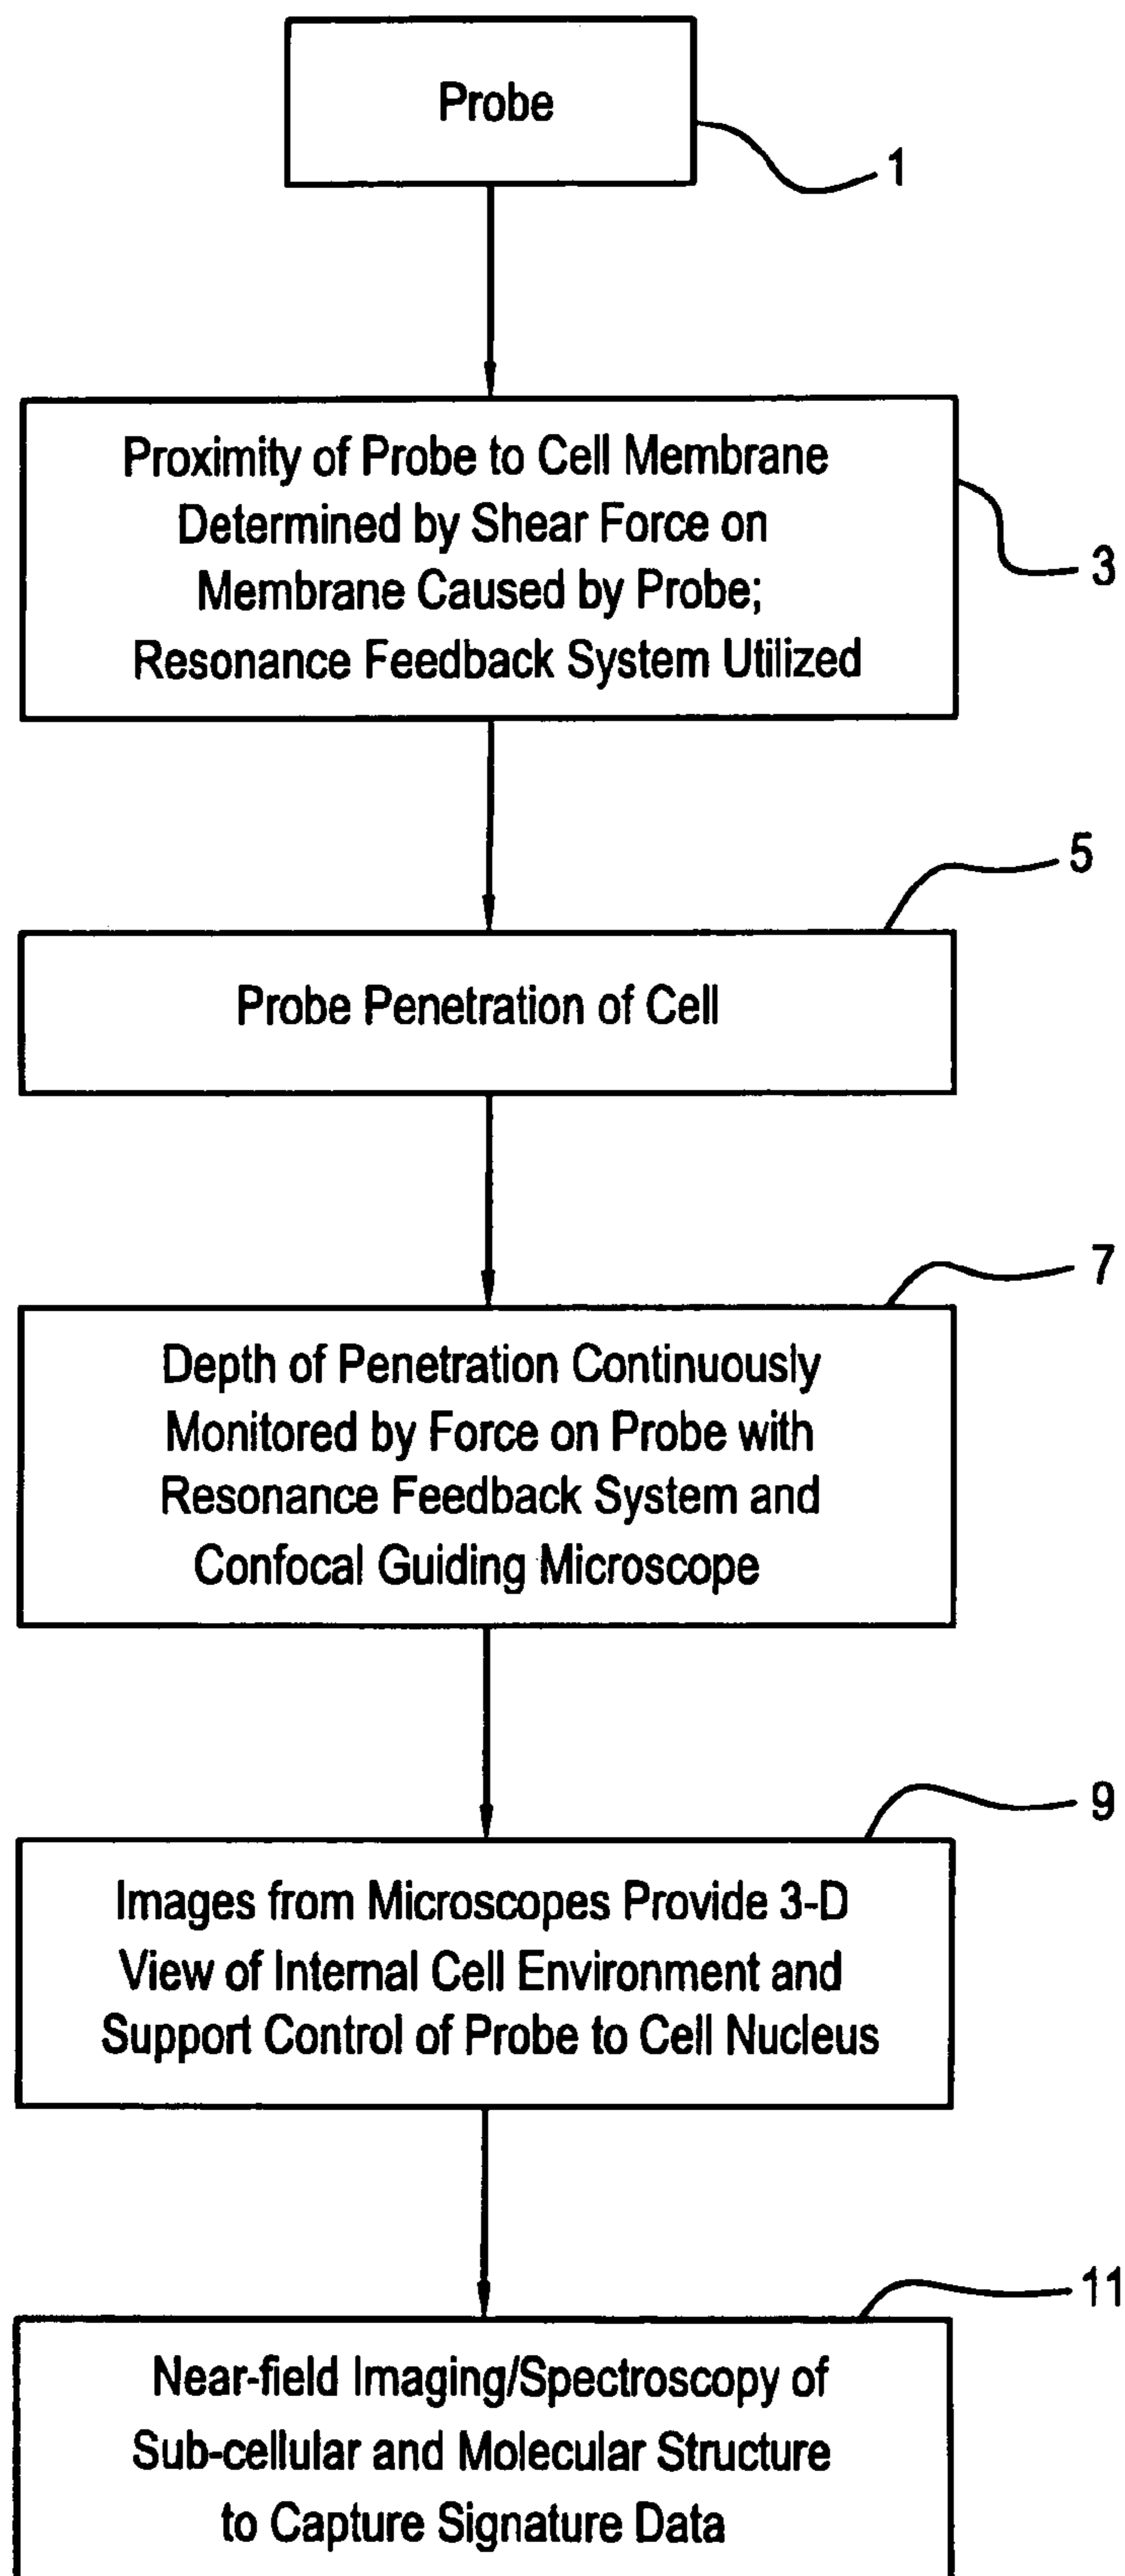 Probe
1
Proximity of Probe to Cell Membrane
Determined by Shear Force on
Membrane Caused by Probe;
Resonance Feedback System Utilized
3
5
Probe Penetration of Cell
7
Depth of Penetration Continuously
Monitored by Force on Probe with
Resonance Feedback System and
Confocal Guiding Microscope
9
Images from Microscopes Provide 3-D
View of Internal Cell Environment and
Support Control of Probe to Cell Nucleus
11
Near-field Imaging/Spectroscopy of
Sub-cellular and Molecular Structure
to Capture Signature Data